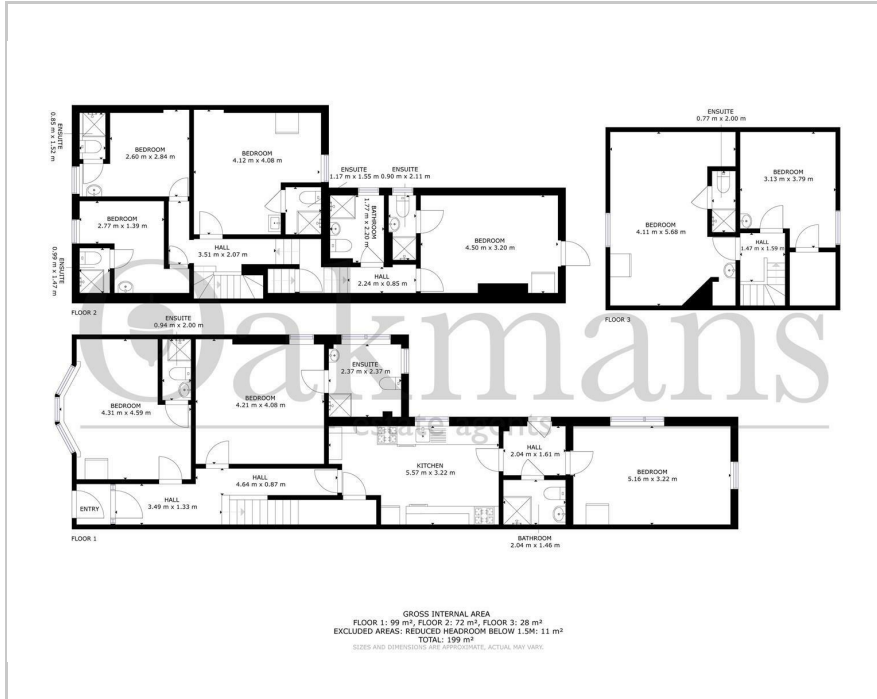 ENSUITE
0.85 m x 1.52 m
BEDROOM
2.60 m x 2.84 m
BEDROOM
4.12 m x 4.08 m
ENSUITE
1.17 m x 1.55 m
ENSUITE
0.90 m x 2.11 m
BEDROOM
2.77 m x 1.39 m
ENSUITE
0.99 m x 1.47 m
HALL
3.51 m x 2.07 m
BATHROOM
1.77 m x 2.20 m
HALL
2.24 m x 0.85 m
BEDROOM
4.50 m x 3.20 m
FLOOR 2
ENSUITE
0.77 m x 2.00 m
BEDROOM
3.13 m x 3.79 m
BEDROOM
4.11 m x 5.68 m
HALL
1.47 m x 1.59 m
FLOOR 3
Oakmans
estate agents
ENSUITE
0.94 m x 2.00 m
BEDROOM
4.31 m x 4.59 m
BEDROOM
4.21 m x 4.08 m
ENSUITE
2.37 m x 2.37 m
HALL
4.64 m x 0.87 m
KITCHEN
5.57 m x 3.22 m
HALL
2.04 m x 1.61 m
BEDROOM
5.16 m x 3.22 m
ENTRY
HALL
3.49 m x 1.33 m
BATHROOM
2.04 m x 1.46 m
FLOOR 1
GROSS INTERNAL AREA
FLOOR 1: 99 m², FLOOR 2: 72 m², FLOOR 3: 28 m²
EXCLUDED AREAS: REDUCED HEADROOM BELOW 1.5M: 11 m²
TOTAL: 199 m²
SIZES AND DIMENSIONS ARE APPROXIMATE, ACTUAL MAY VARY.